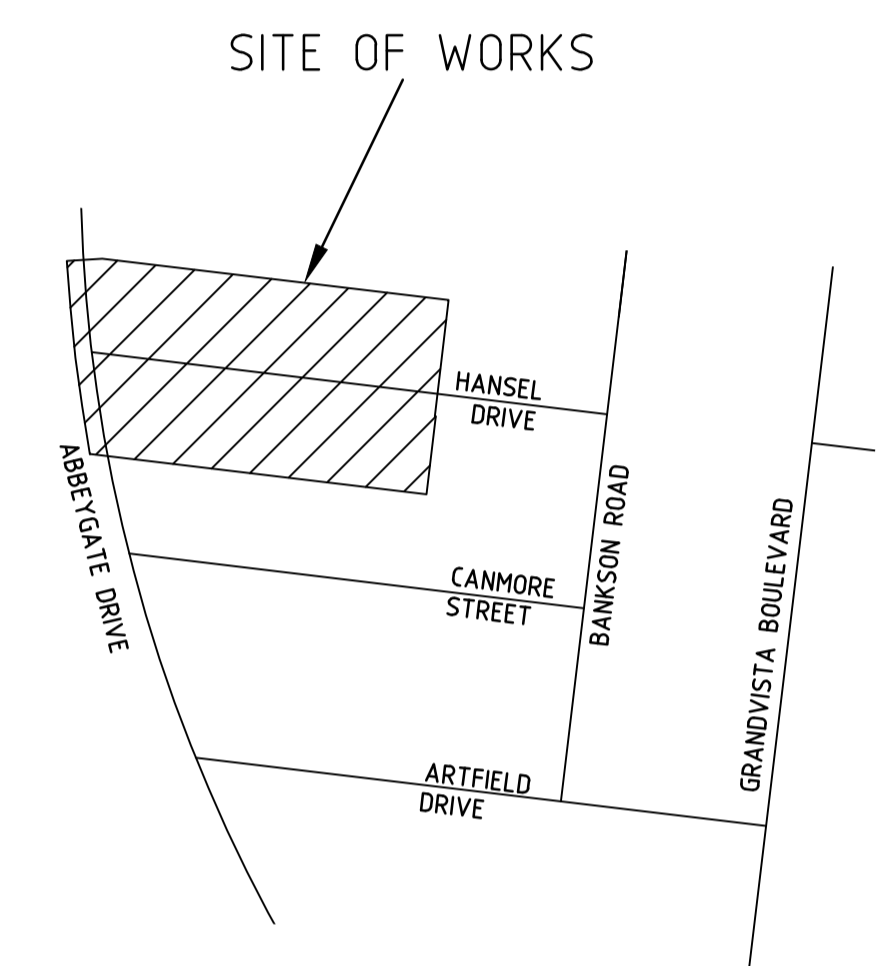 SITE OF WORKS
HANSEL
DRIVE
ABBEYGATE DRIVE
BANKSON ROAD
GRANDVISTA BOULEVARD
CANMORE
STREET
ARTFIELD
DRIVE